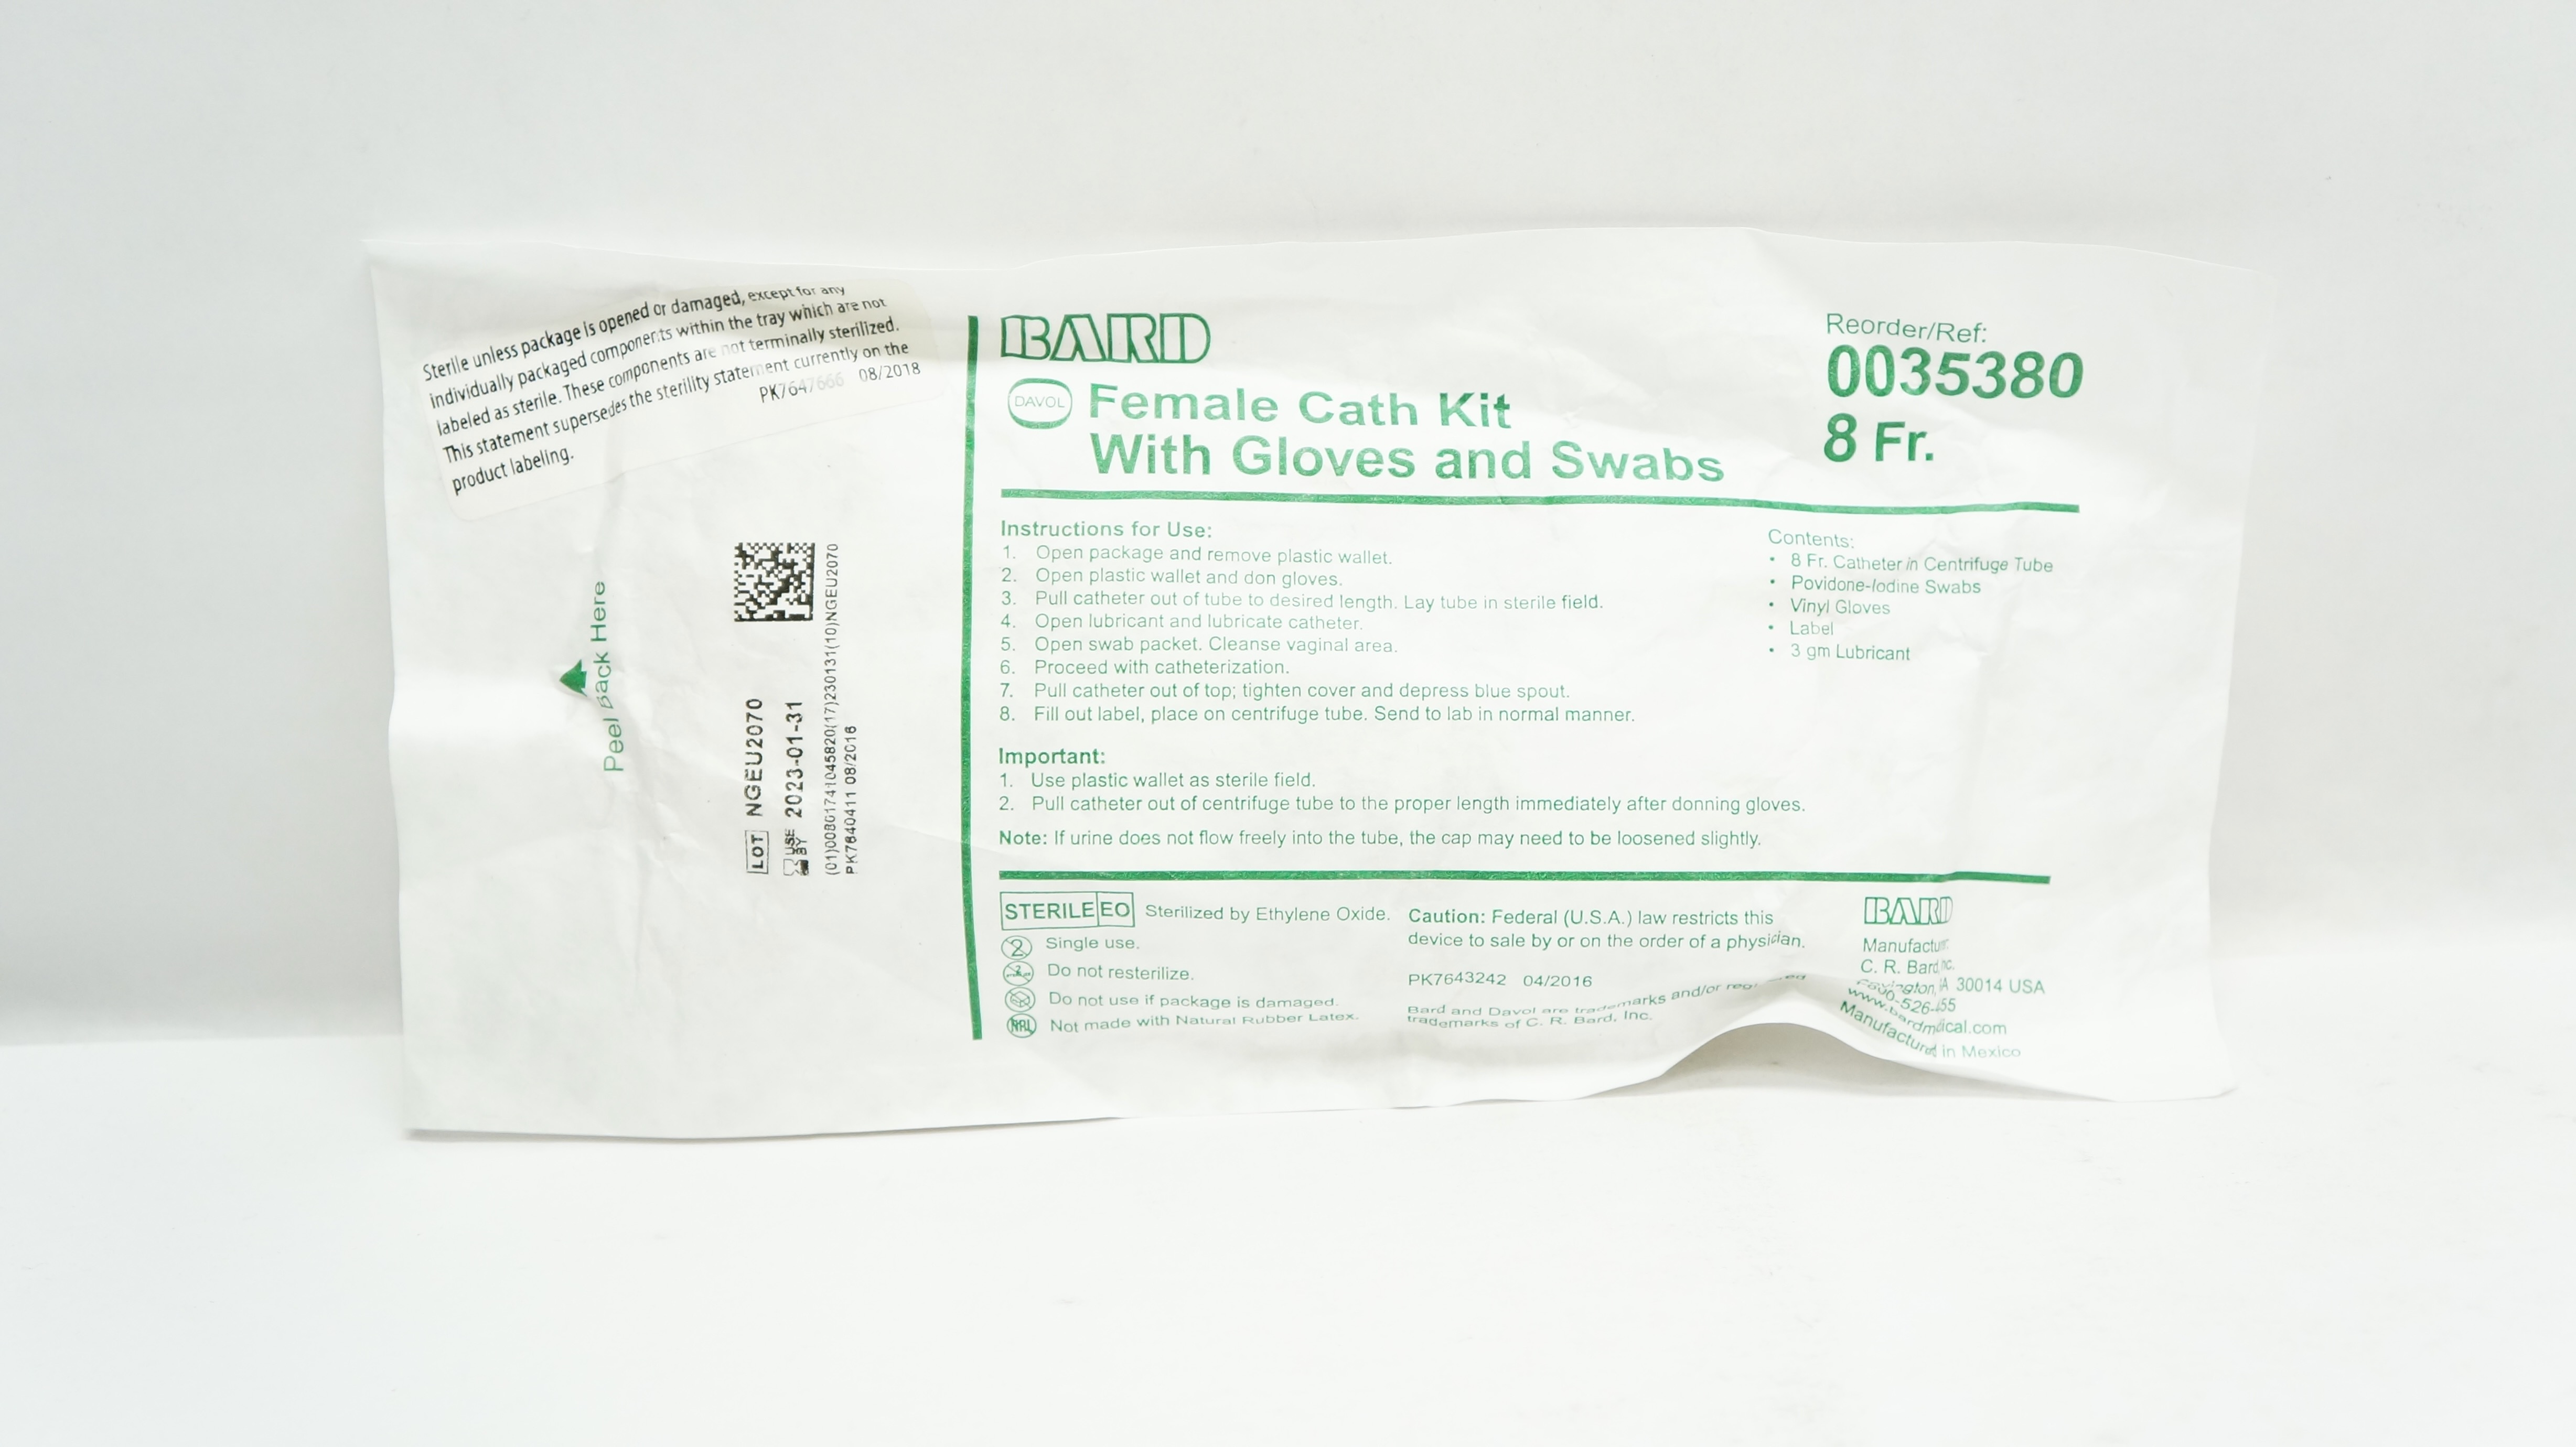 Sterile unless package is opened or damaged, except for any
individually packaged components within the tray which are not
labeled as sterile. These components are not terminally sterilized.
This statement supersedes the sterility statement currently on the
product labeling.
PK7647666 08/2018
Peel Back Here
LOT NGEU2070
USE BY 2023-01-31
(10)NGEU2070
PK7640411 08/2016
BARD
DAVOL
Female Cath Kit
With Gloves and Swabs
Reorder/Ref:
0035380
8 Fr.
Instructions for Use:
1. Open package and remove plastic wallet.
2. Open plastic wallet and don gloves.
3. Pull catheter out of tube to desired length. Lay tube in sterile field.
4. Open lubricant and lubricate catheter.
5. Open swab packet. Cleanse vaginal area.
6. Proceed with catheterization.
7. Pull catheter out of top; tighten cover and depress blue spout.
8. Fill out label, place on centrifuge tube. Send to lab in normal manner.
Contents:
• 8 Fr. Catheter in Centrifuge Tube
• Povidone-Iodine Swabs
• Vinyl Gloves
• Label
• 3 gm Lubricant
Important:
1. Use plastic wallet as sterile field.
2. Pull catheter out of centrifuge tube to the proper length immediately after donning gloves.
Note: If urine does not flow freely into the tube, the cap may need to be loosened slightly.
STERILE EO Sterilized by Ethylene Oxide.
2 Single use.
Do not resterilize.
Do not use if package is damaged.
NRL Not made with Natural Rubber Latex.
Caution: Federal (U.S.A.) law restricts this
device to sale by or on the order of a physician.
PK7643242 04/2016
Bard and Davol are trademarks and/or
trademarks of C. R. Bard, Inc.
BARD
C. R. Bard
30014 USA
Manufactured in Mexico